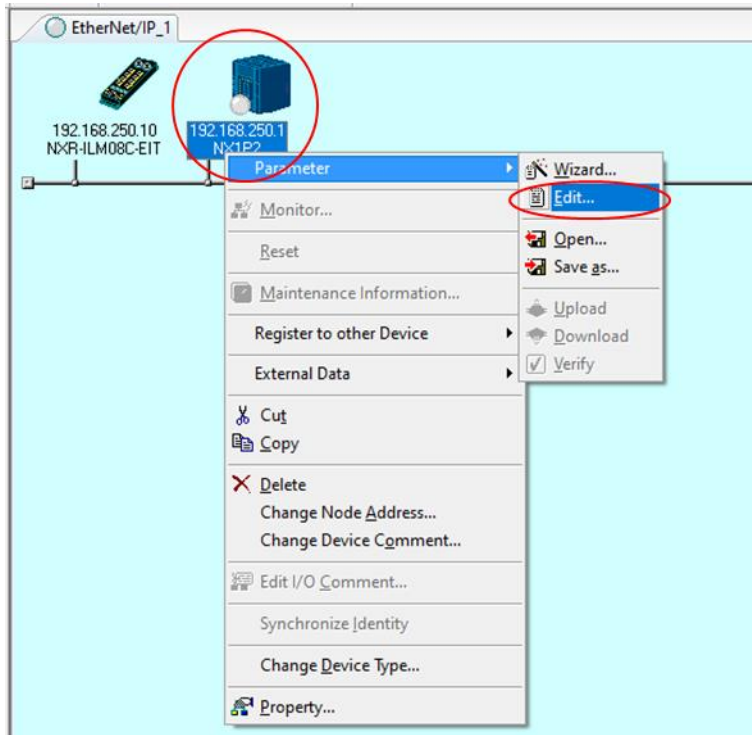 EtherNet/IP_1
192.168.250.10
NXR-ILM08C-EIT
192.168.250.1
NX1P2
Parameter
Monitor...
Reset
Maintenance Information...
Register to other Device
External Data
Cut
Copy
Delete
Change Node Address...
Change Device Comment...
Edit I/O Comment...
Synchronize Identity
Change Device Type...
Property...
Wizard...
Edit...
Open...
Save as...
Upload
Download
Verify